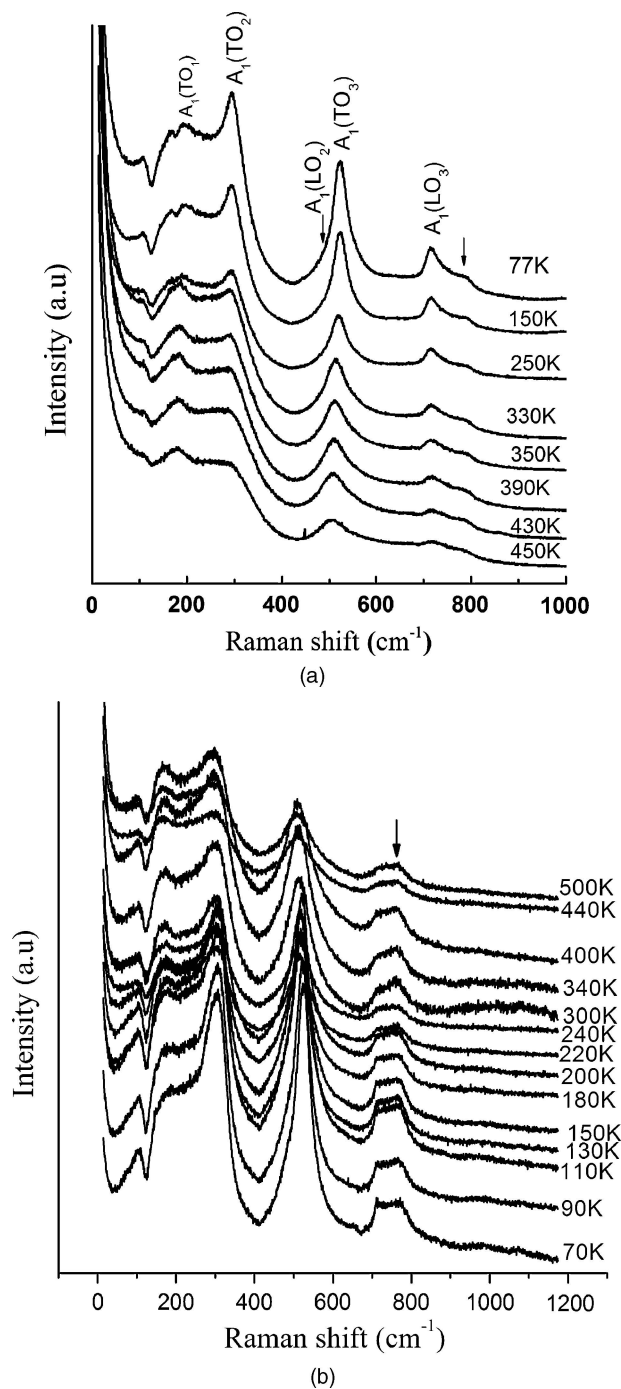 A₁(TO₁)
A₁(TO₂)
A₁(LO₂)
A₁(TO₃)
A₁(LO₃)
77K
150K
250K
330K
350K
390K
430K
450K
Intensity (a.u)
0 200 400 600 800 1000
Raman shift (cm⁻¹)
(a)
500K
440K
400K
340K
300K
240K
220K
200K
180K
150K
130K
110K
90K
70K
Intensity (a.u)
0 200 400 600 800 1000 1200
Raman shift (cm⁻¹)
(b)